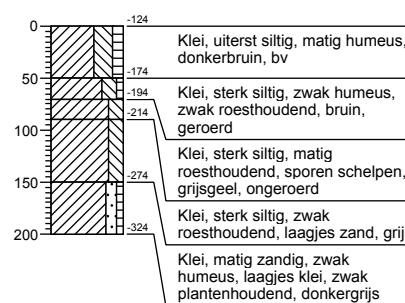 0
50
100
150
200
-124
-174
-194
-214
-274
-324
Klei, uiterst siltig, matig humeus,
donkerbruin, bv
Klei, sterk siltig, zwak humeus,
zwak roesthoudend, bruin,
geroerd
Klei, sterk siltig, matig
roesthoudend, sporen schelpen,
grijsgeel, ongeroerd
Klei, sterk siltig, zwak
roesthoudend, laagjes zand, grij
Klei, matig zandig, zwak
humeus, laagjes klei, zwak
plantenhoudend, donkergrijs